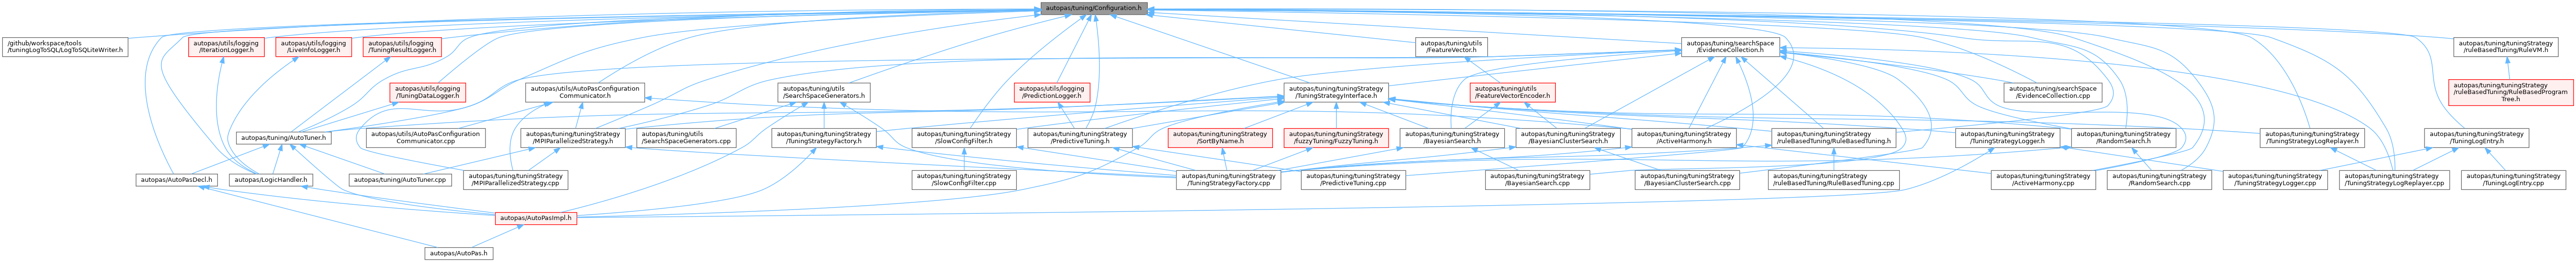 autopas/tuning/Configuration.h
/github/workspace/tools
/tuningLogToSQL/LogToSQLiteWriter.h
autopas/utils/logging
/IterationLogger.h
autopas/utils/logging
/LiveInfoLogger.h
autopas/utils/logging
/TuningResultLogger.h
autopas/tuning/utils
/FeatureVector.h
autopas/tuning/searchSpace
/EvidenceCollection.h
autopas/tuning/tuningStrategy
/ruleBasedTuning/RuleVM.h
autopas/utils/logging
/TuningDataLogger.h
autopas/utils/AutoPasConfiguration
Communicator.h
autopas/tuning/utils
/SearchSpaceGenerators.h
autopas/utils/logging
/PredictionLogger.h
autopas/tuning/tuningStrategy
/TuningStrategyInterface.h
autopas/tuning/utils
/FeatureVectorEncoder.h
autopas/tuning/searchSpace
/EvidenceCollection.cpp
autopas/tuning/tuningStrategy
/ruleBasedTuning/RuleBasedProgram
Tree.h
autopas/tuning/AutoTuner.h
autopas/utils/AutoPasConfiguration
Communicator.cpp
autopas/tuning/tuningStrategy
/MPIParallelizedStrategy.h
autopas/tuning/utils
/SearchSpaceGenerators.cpp
autopas/tuning/tuningStrategy
/TuningStrategyFactory.h
autopas/tuning/tuningStrategy
/SlowConfigFilter.h
autopas/tuning/tuningStrategy
/PredictiveTuning.h
autopas/tuning/tuningStrategy
/SortByName.h
autopas/tuning/tuningStrategy
/fuzzyTuning/FuzzyTuning.h
autopas/tuning/tuningStrategy
/BayesianSearch.h
autopas/tuning/tuningStrategy
/BayesianClusterSearch.h
autopas/tuning/tuningStrategy
/ActiveHarmony.h
autopas/tuning/tuningStrategy
/ruleBasedTuning/RuleBasedTuning.h
autopas/tuning/tuningStrategy
/TuningStrategyLogger.h
autopas/tuning/tuningStrategy
/RandomSearch.h
autopas/tuning/tuningStrategy
/TuningStrategyLogReplayer.h
autopas/tuning/tuningStrategy
/TuningLogEntry.h
autopas/AutoPasDecl.h
autopas/LogicHandler.h
autopas/tuning/AutoTuner.cpp
autopas/tuning/tuningStrategy
/MPIParallelizedStrategy.cpp
autopas/tuning/tuningStrategy
/SlowConfigFilter.cpp
autopas/tuning/tuningStrategy
/TuningStrategyFactory.cpp
autopas/tuning/tuningStrategy
/PredictiveTuning.cpp
autopas/tuning/tuningStrategy
/BayesianSearch.cpp
autopas/tuning/tuningStrategy
/BayesianClusterSearch.cpp
autopas/tuning/tuningStrategy
/ruleBasedTuning/RuleBasedTuning.cpp
autopas/tuning/tuningStrategy
/ActiveHarmony.cpp
autopas/tuning/tuningStrategy
/RandomSearch.cpp
autopas/tuning/tuningStrategy
/TuningStrategyLogger.cpp
autopas/tuning/tuningStrategy
/TuningStrategyLogReplayer.cpp
autopas/tuning/tuningStrategy
/TuningLogEntry.cpp
autopas/AutoPasImpl.h
autopas/AutoPas.h